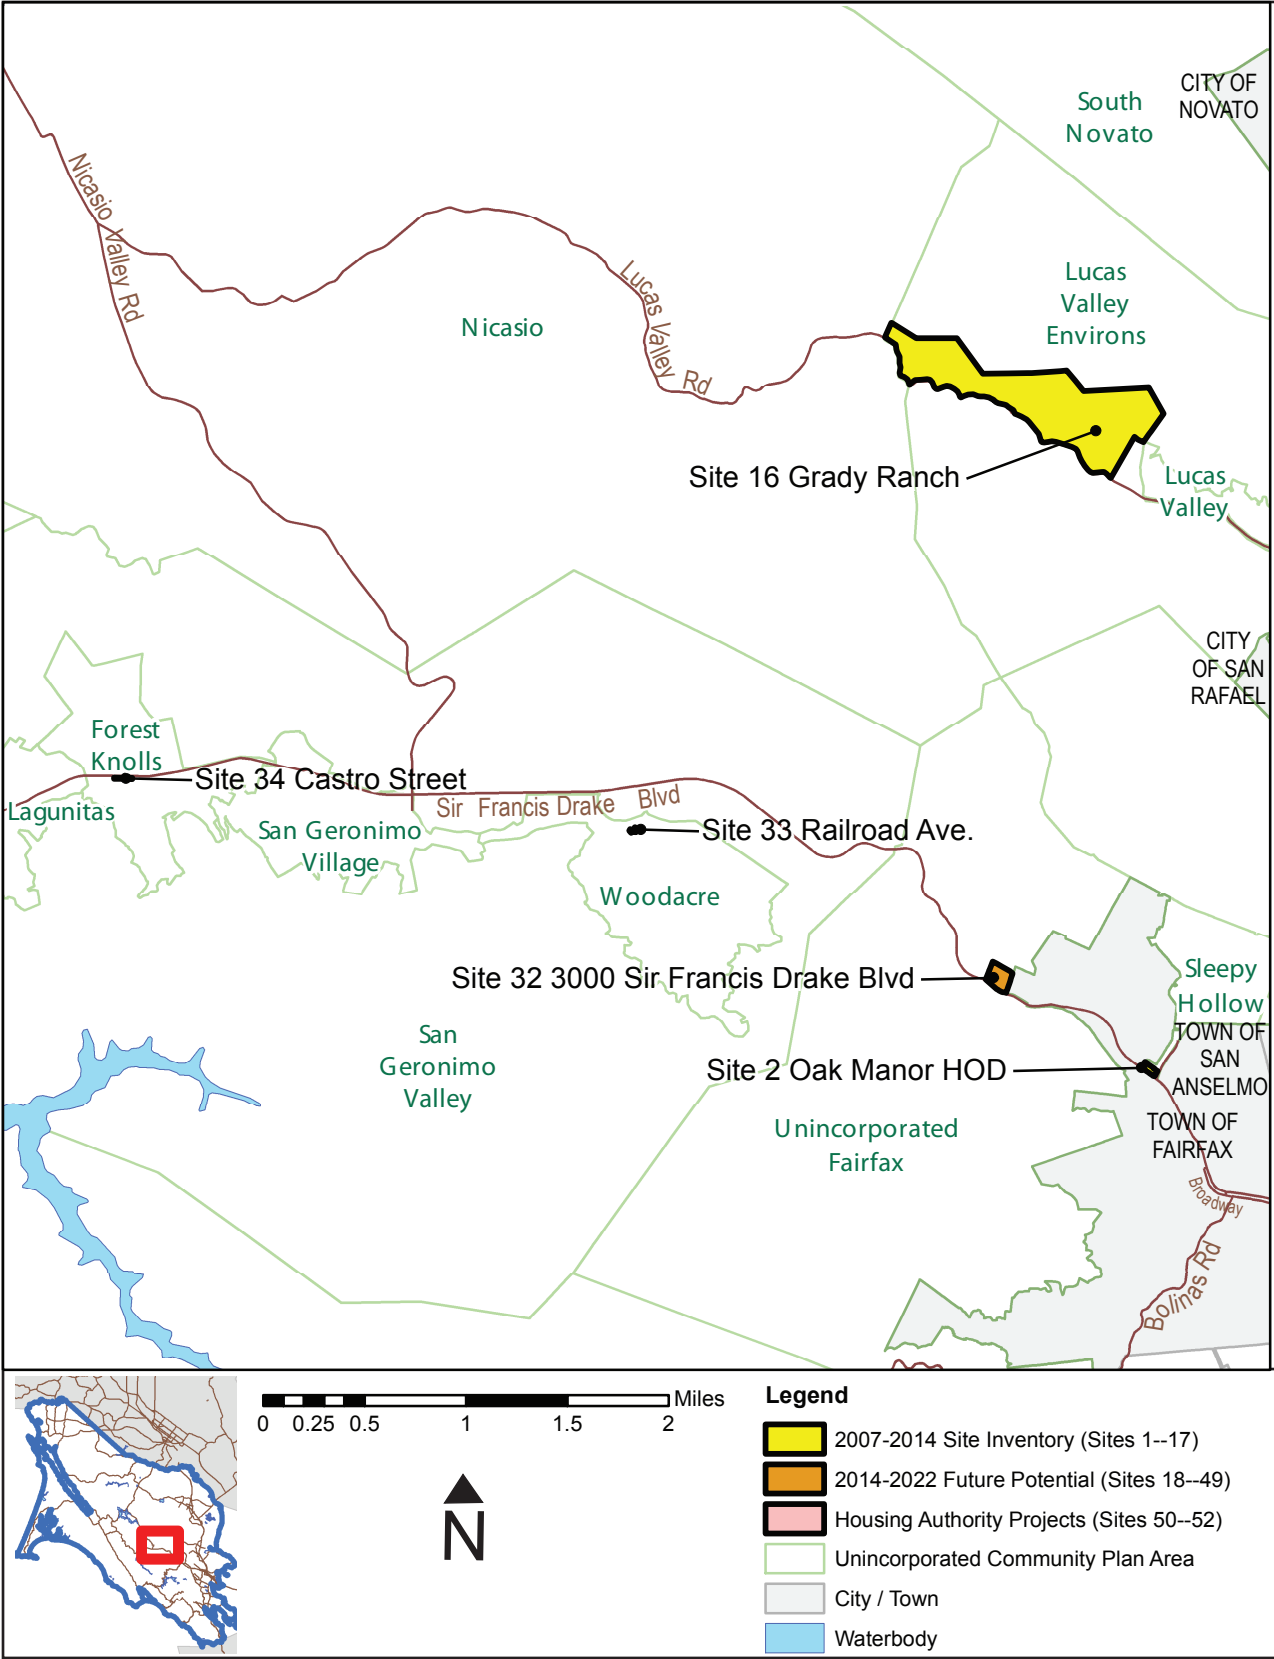 CITY OF
NOVATO
South
Novato
Nicasio Valley Rd
Lucas
Valley
Environs
Lucas Valley Rd
Nicasio
Site 16 Grady Ranch
Lucas
Valley
CITY
OF SAN
RAFAEL
Forest
Knolls
Site 34 Castro Street
Lagunitas
Sir Francis Drake Blvd
San Geronimo
Village
Site 33 Railroad Ave.
Woodacre
Site 32 3000 Sir Francis Drake Blvd
Sleepy
Hollow
San
Geronimo
Valley
TOWN OF
SAN
ANSELMO
Site 2 Oak Manor HOD
Unincorporated
Fairfax
TOWN OF
FAIRFAX
Broadway
Bolinas Rd
Miles
0 0.25 0.5 1 1.5 2
N
Legend
2007-2014 Site Inventory (Sites 1--17)
2014-2022 Future Potential (Sites 18--49)
Housing Authority Projects (Sites 50--52)
Unincorporated Community Plan Area
City / Town
Waterbody